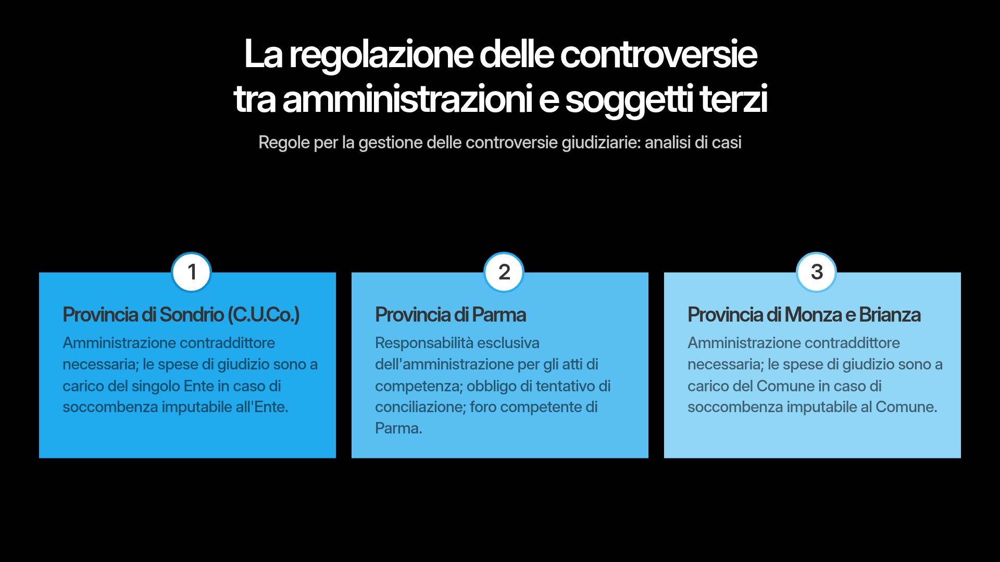 La regolazione delle controversie
tra amministrazioni e soggetti terzi
Regole per la gestione delle controversie giudiziarie: analisi di casi
1
Provincia di Sondrio (C.U.Co.)
Amministrazione contraddittore
necessaria; le spese di giudizio sono a
carico del singolo Ente in caso di
soccombenza imputabile all'Ente.
2
Provincia di Parma
Responsabilità esclusiva
dell'amministrazione per gli atti di
competenza; obbligo di tentativo di
conciliazione; foro competente di
Parma.
3
Provincia di Monza e Brianza
Amministrazione contraddittore
necessaria; le spese di giudizio sono a
carico del Comune in caso di
soccombenza imputabile al Comune.